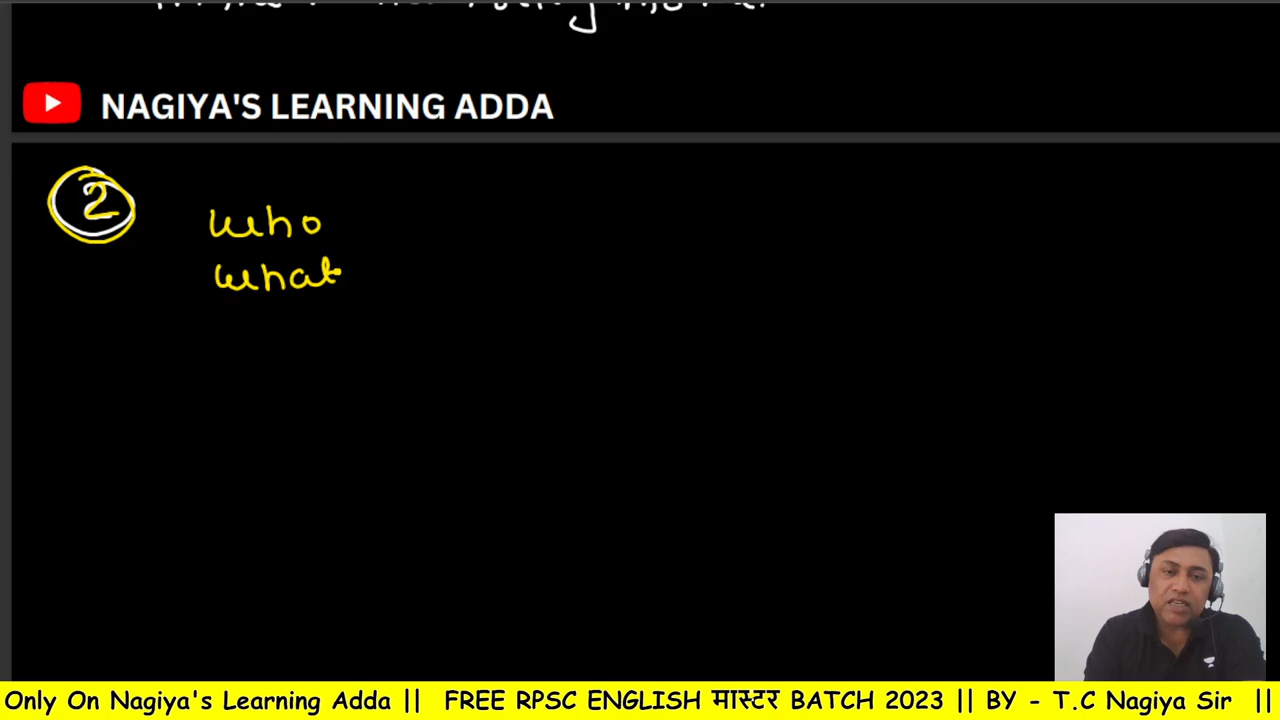 NAGIYA'S LEARNING ADDA
2
who
what
Only On Nagiya's Learning Adda || FREE RPSC ENGLISH मास्टर BATCH 2023 || BY - T.C Nagiya Sir ||